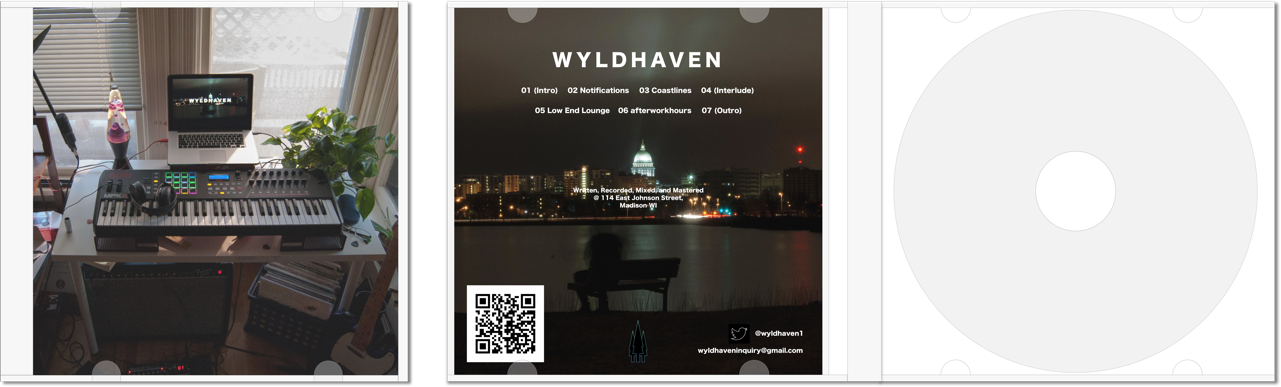 WYLDHAVEN
WYLDHAVEN
01 (Intro) 02 Notifications 03 Coastlines 04 (Interlude)
05 Low End Lounge 06 afterworkhours 07 (Outro)
Written, Recorded, Mixed, and Mastered
@ 114 East Johnson Street,
Madison WI
@wyldhaven1
wyldhaveninquiry@gmail.com